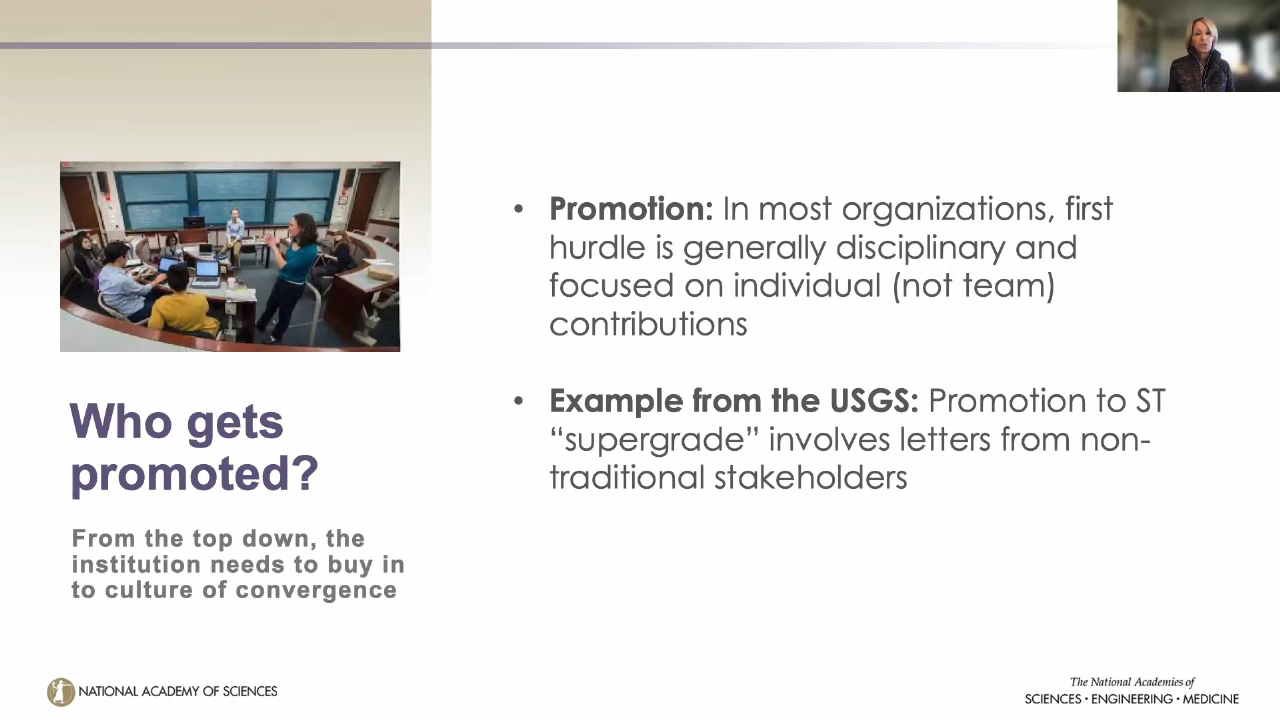 Who gets
promoted?
From the top down, the
institution needs to buy in
to culture of convergence
• Promotion: In most organizations, first
hurdle is generally disciplinary and
focused on individual (not team)
contributions
• Example from the USGS: Promotion to ST
“supergrade” involves letters from non-
traditional stakeholders
NATIONAL ACADEMY OF SCIENCES
The National Academies of
SCIENCES · ENGINEERING · MEDICINE